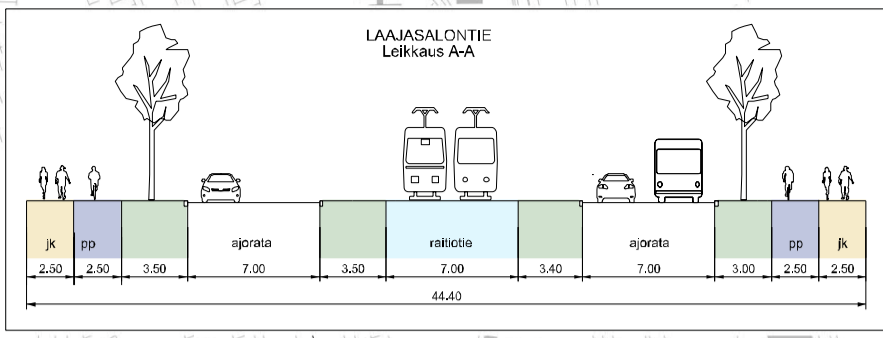 LAAJASALONTIE
Leikkaus A-A
jk pp ajorata raitiotie ajorata pp jk
2.50 2.50 3.50 7.00 3.50 7.00 3.40 7.00 3.00 2.50 2.50
44.40